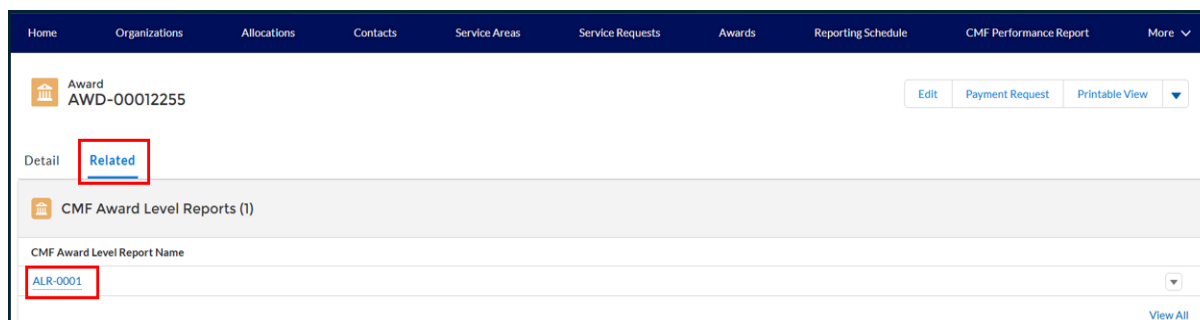 Home Organizations Allocations Contacts Service Areas Service Requests Awards Reporting Schedule CMF Performance Report More
Award
AWD-00012255
Edit Payment Request Printable View
Detail Related
CMF Award Level Reports (1)
CMF Award Level Report Name
ALR-0001
View All